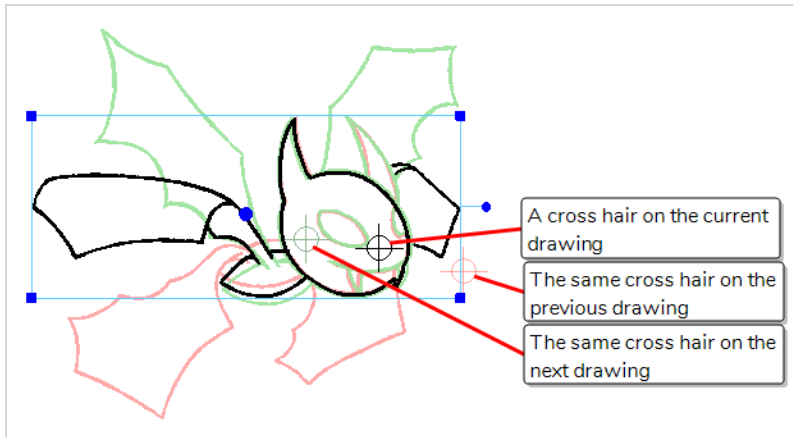 A cross hair on the current
drawing
The same cross hair on the
previous drawing
The same cross hair on the
next drawing